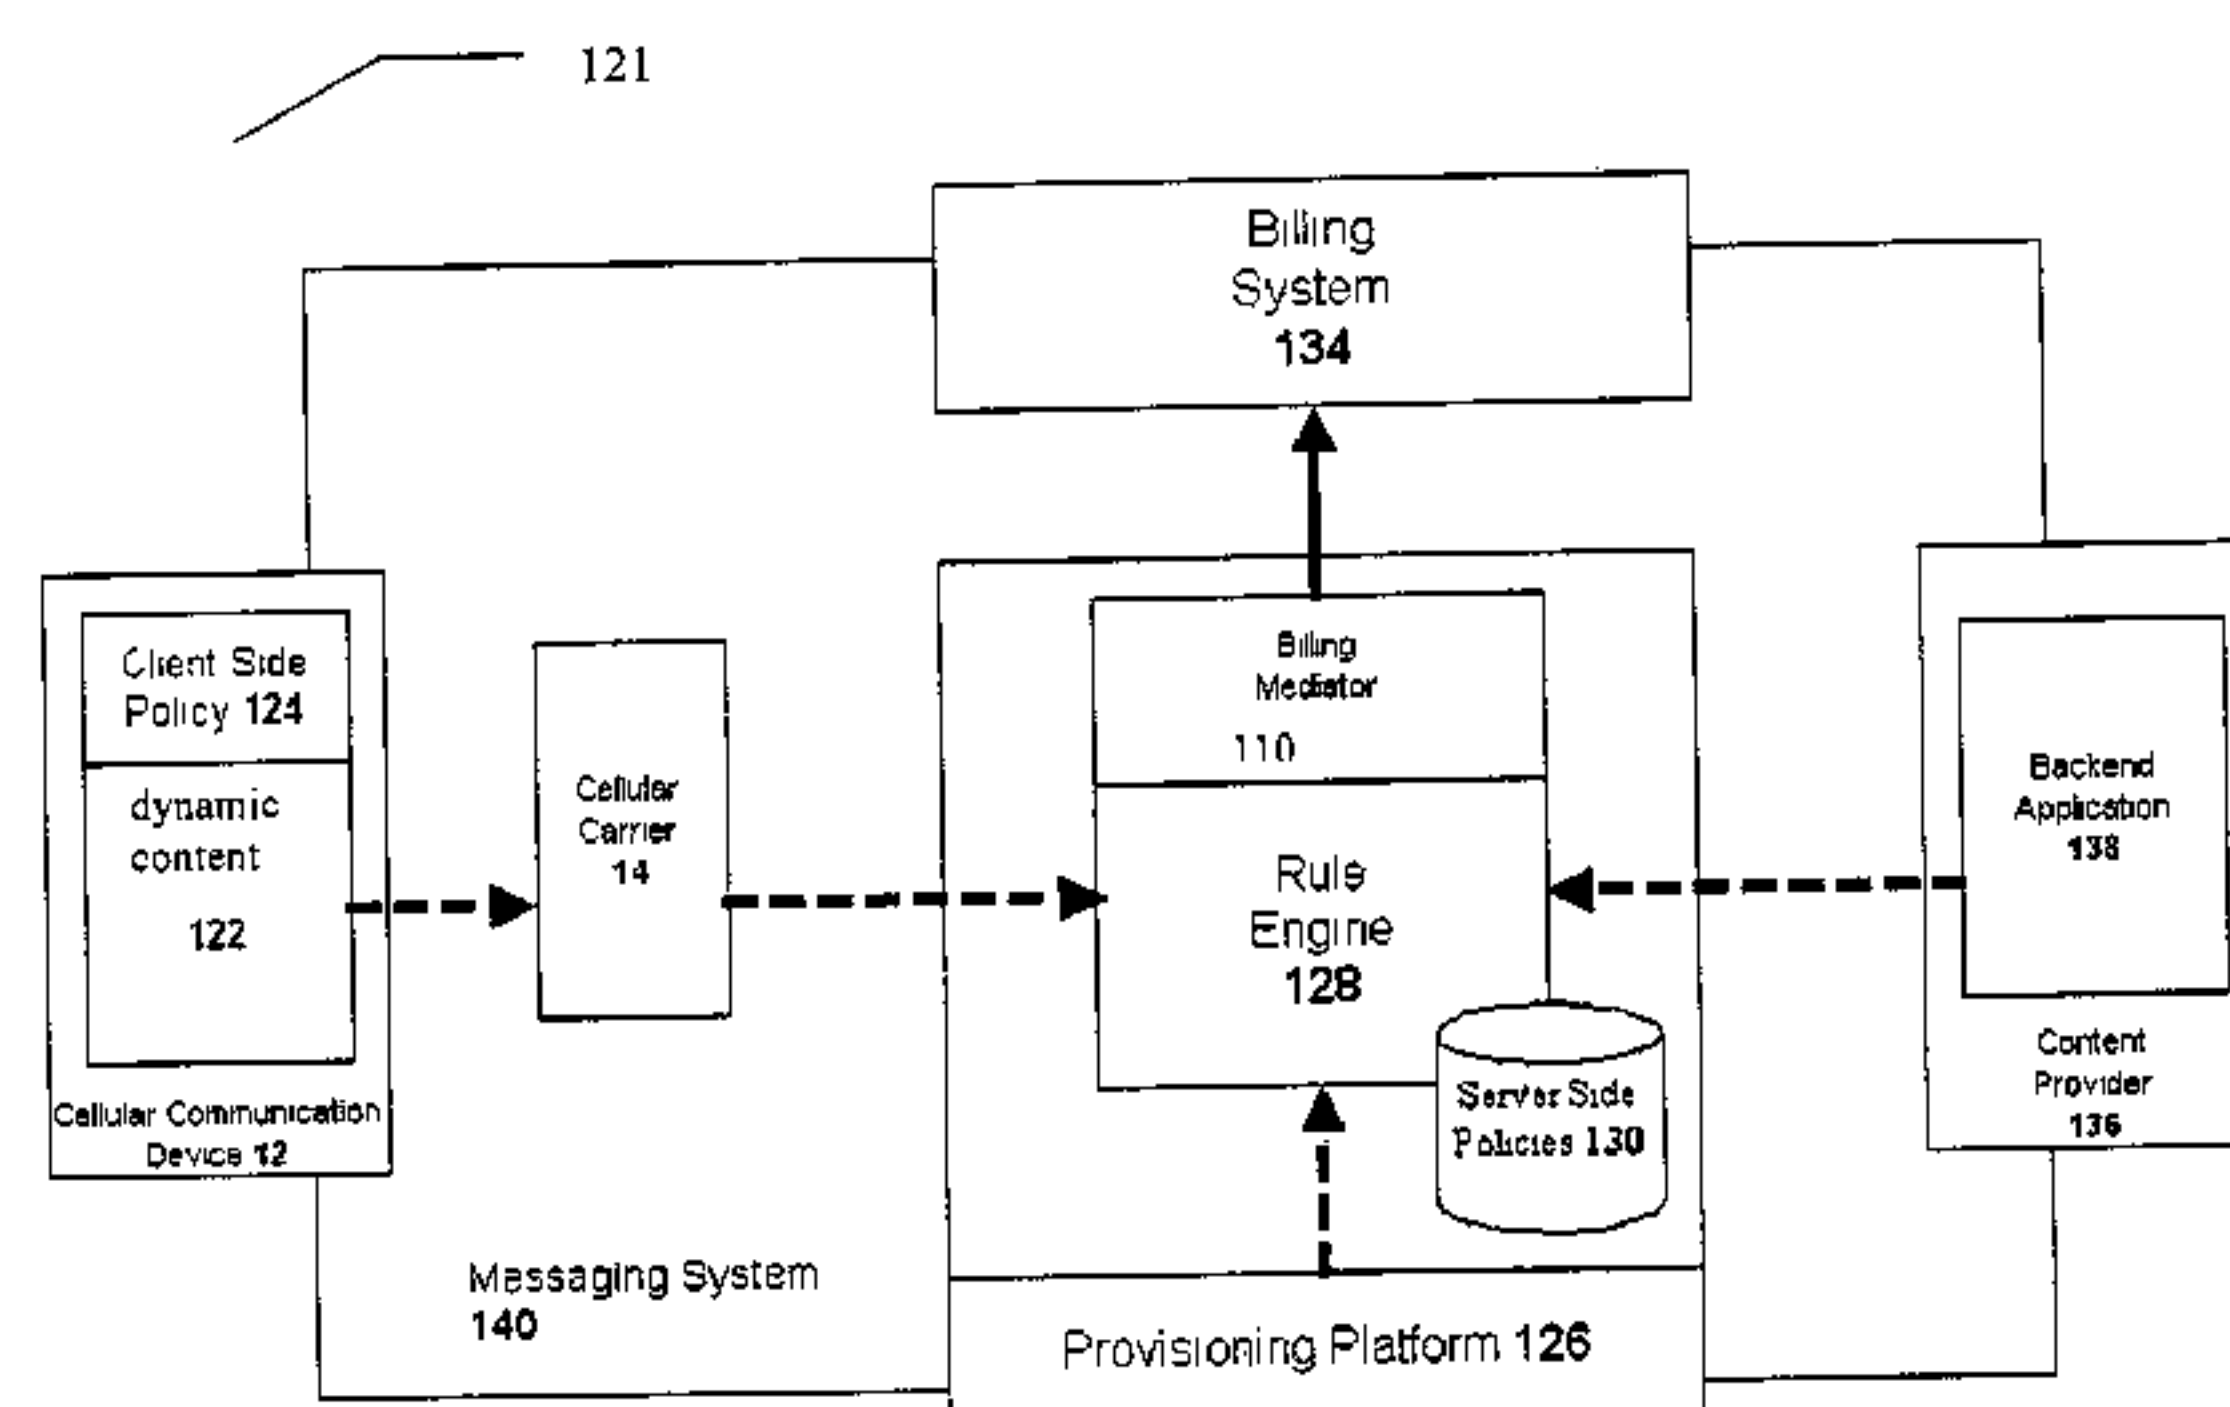 121
Billing
System
134
Client Side
Policy 124
dynamic
content
122
Cellular Communication
Device 12
Cellular
Carrier
14
Billing
Mediator
110
Rule
Engine
128
Server Side
Policies 130
Backend
Application
138
Content
Provider
136
Messaging System
140
Provisioning Platform 126